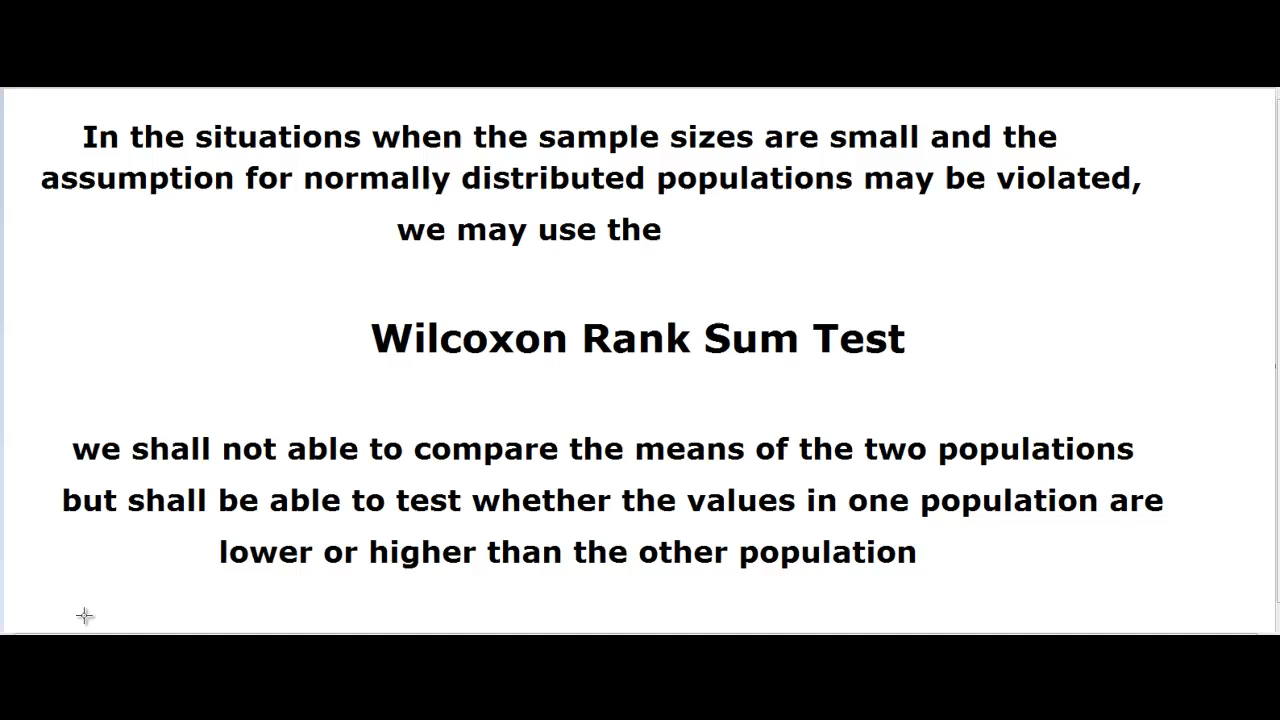 In the situations when the sample sizes are small and the
assumption for normally distributed populations may be violated,
we may use the
Wilcoxon Rank Sum Test
we shall not able to compare the means of the two populations
but shall be able to test whether the values in one population are
lower or higher than the other population